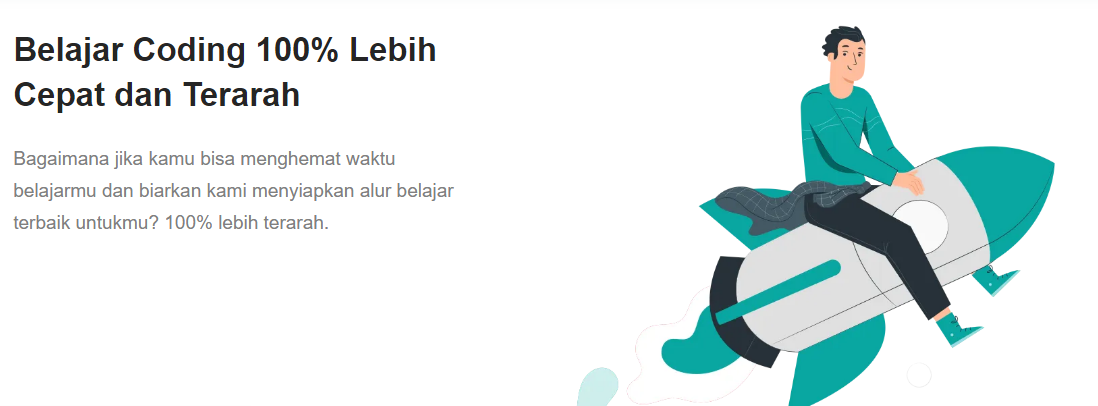 Belajar Coding 100% Lebih
Cepat dan Terarah
Bagaimana jika kamu bisa menghemat waktu
belajarmu dan biarkan kami menyiapkan alur belajar
terbaik untukmu? 100% lebih terarah.